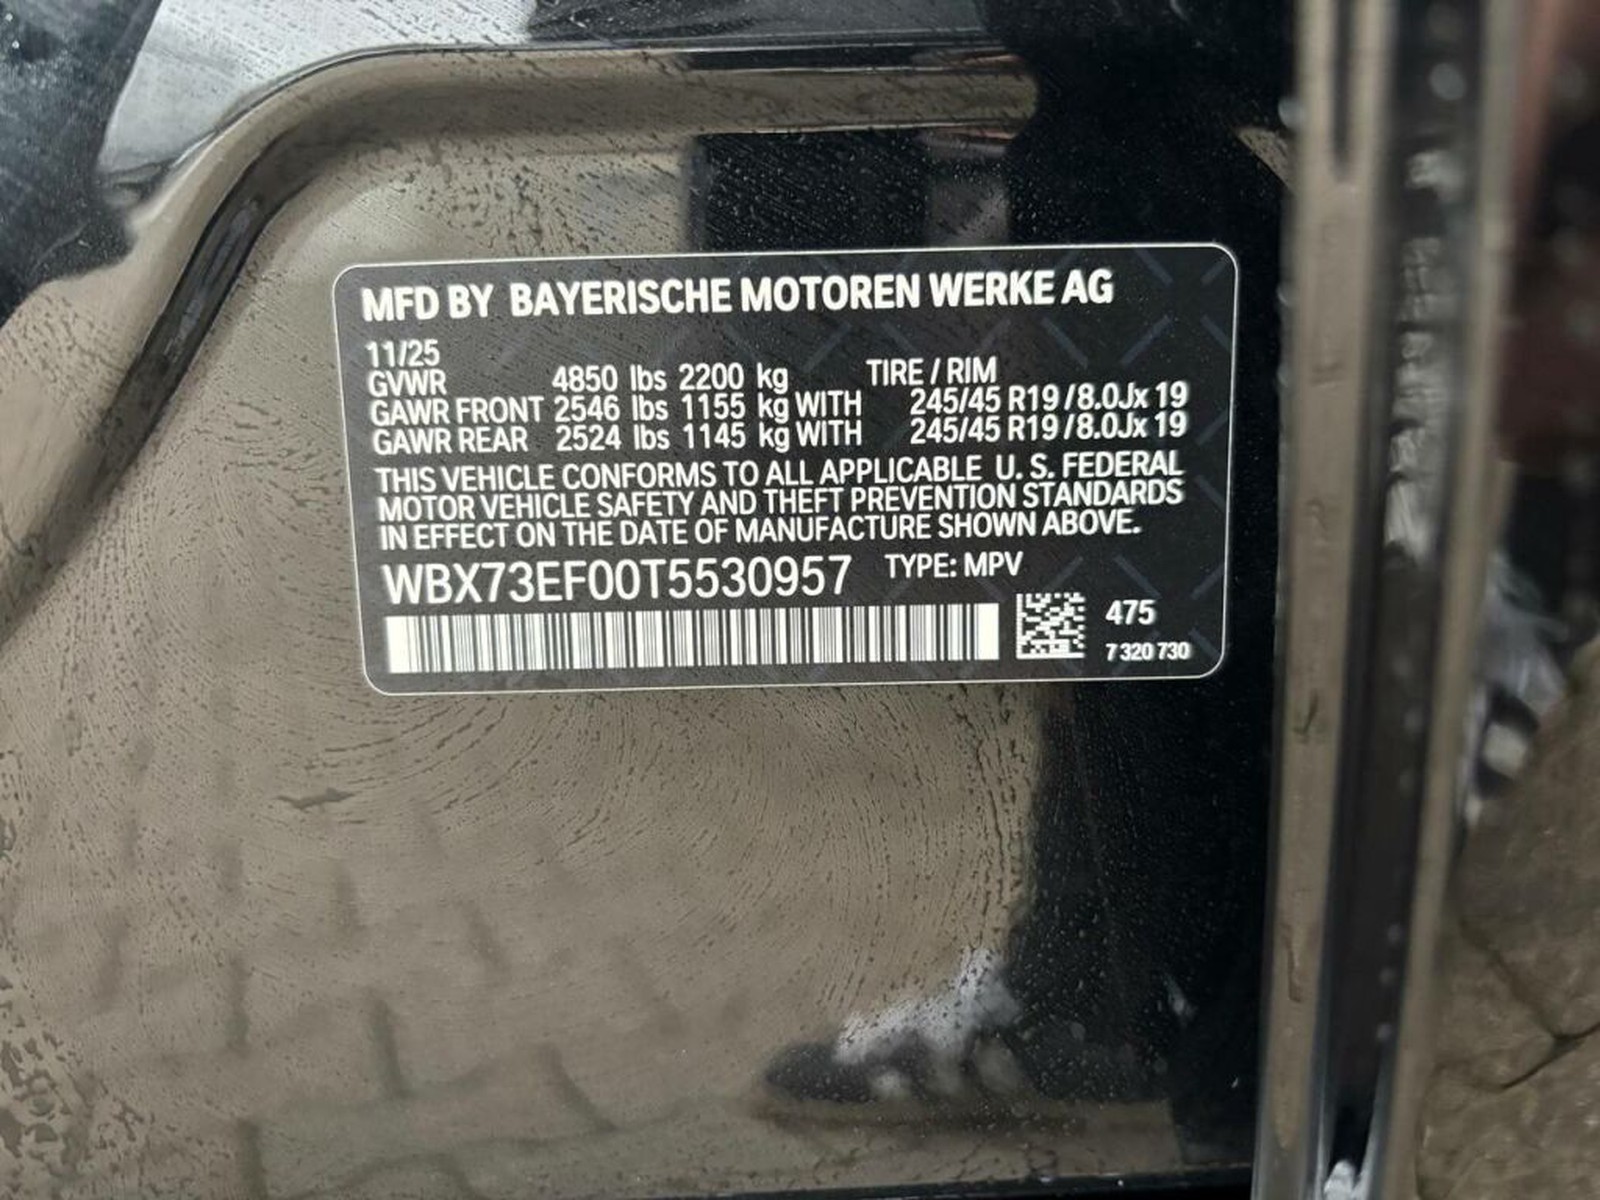 MFD BY BAYERISCHE MOTOREN WERKE AG
11/25
GVWR 4850 lbs 2200 kg TIRE / RIM
GAWR FRONT 2546 lbs 1155 kg WITH 245/45 R19 / 8.0Jx 19
GAWR REAR 2524 lbs 1145 kg WITH 245/45 R19 / 8.0Jx 19
THIS VEHICLE CONFORMS TO ALL APPLICABLE U. S. FEDERAL
MOTOR VEHICLE SAFETY AND THEFT PREVENTION STANDARDS
IN EFFECT ON THE DATE OF MANUFACTURE SHOWN ABOVE.
WBX73EF00T5530957 TYPE: MPV
475
7 320 730